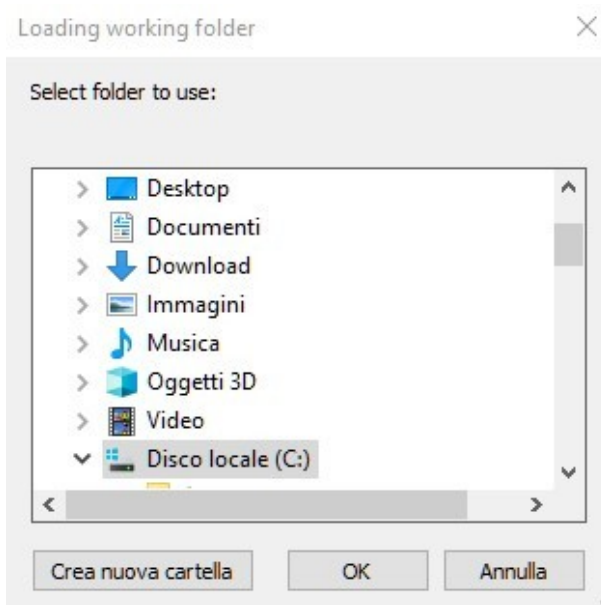 Loading working folder
Select folder to use:
Desktop
Documenti
Download
Immagini
Musica
Oggetti 3D
Video
Disco locale (C:)
Crea nuova cartella OK Annulla